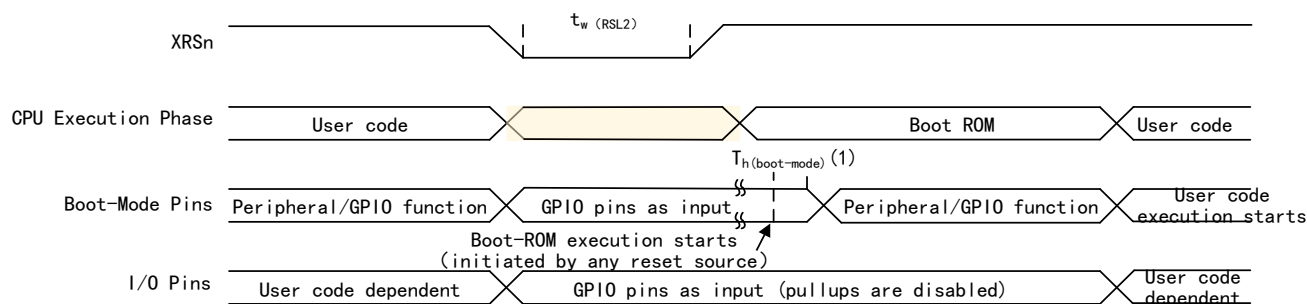 t w (RSL2)
XRSn
CPU Execution Phase
User code
Boot ROM
User code
T h(boot-mode) (1)
Boot-Mode Pins
Peripheral/GPIO function
GPIO pins as input
Peripheral/GPIO function
User code
execution starts
Boot-ROM execution starts
(initiated by any reset source)
I/O Pins
User code dependent
GPIO pins as input (pullups are disabled)
User code
dependent